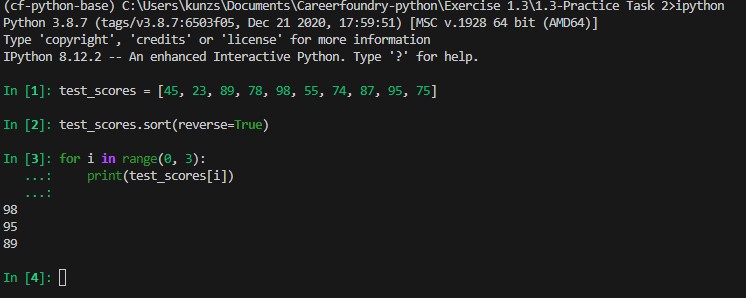 (cf-python-base) C:\Users\kunzs\Documents\Careerfoundry-python\Exercise 1.3\1.3-Practice Task 2>ipython
Python 3.8.7 (tags/v3.8.7:6503f05, Dec 21 2020, 17:59:51) [MSC v.1928 64 bit (AMD64)]
Type 'copyright', 'credits' or 'license' for more information
IPython 8.12.2 -- An enhanced Interactive Python. Type '?' for help.
In [1]: test_scores = [45, 23, 89, 78, 98, 55, 74, 87, 95, 75]
In [2]: test_scores.sort(reverse=True)
In [3]: for i in range(0, 3):
   ...:     print(test_scores[i])
   ...:
98
95
89
In [4]: